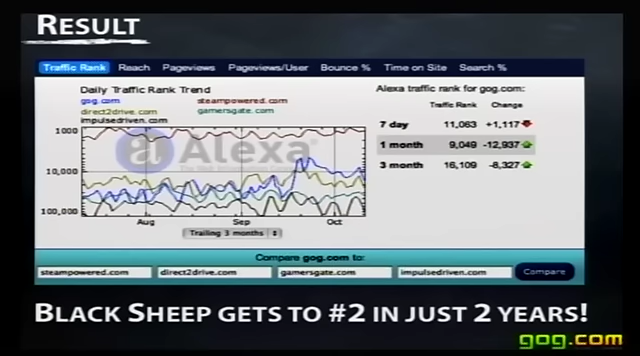 RESULT
Traffic Rank Reach Pageviews Pageviews/User Bounce % Time on Site Search %
Daily Traffic Rank Trend
gog.com steampowered.com
direct2drive.com gamersgate.com
impulsedriven.com
Alexa traffic rank for gog.com:
Traffic Rank Change
7 day 11,063 +1,117
1 month 9,049 -12,937
3 month 16,109 -8,327
1000
10,000
100,000
a Alexa
Aug Sep Oct
Trailing 3 months
Compare gog.com to:
steampowered.com direct2drive.com gamersgate.com impulsedriven.com Compare
BLACK SHEEP GETS TO #2 IN JUST 2 YEARS!
gog.com